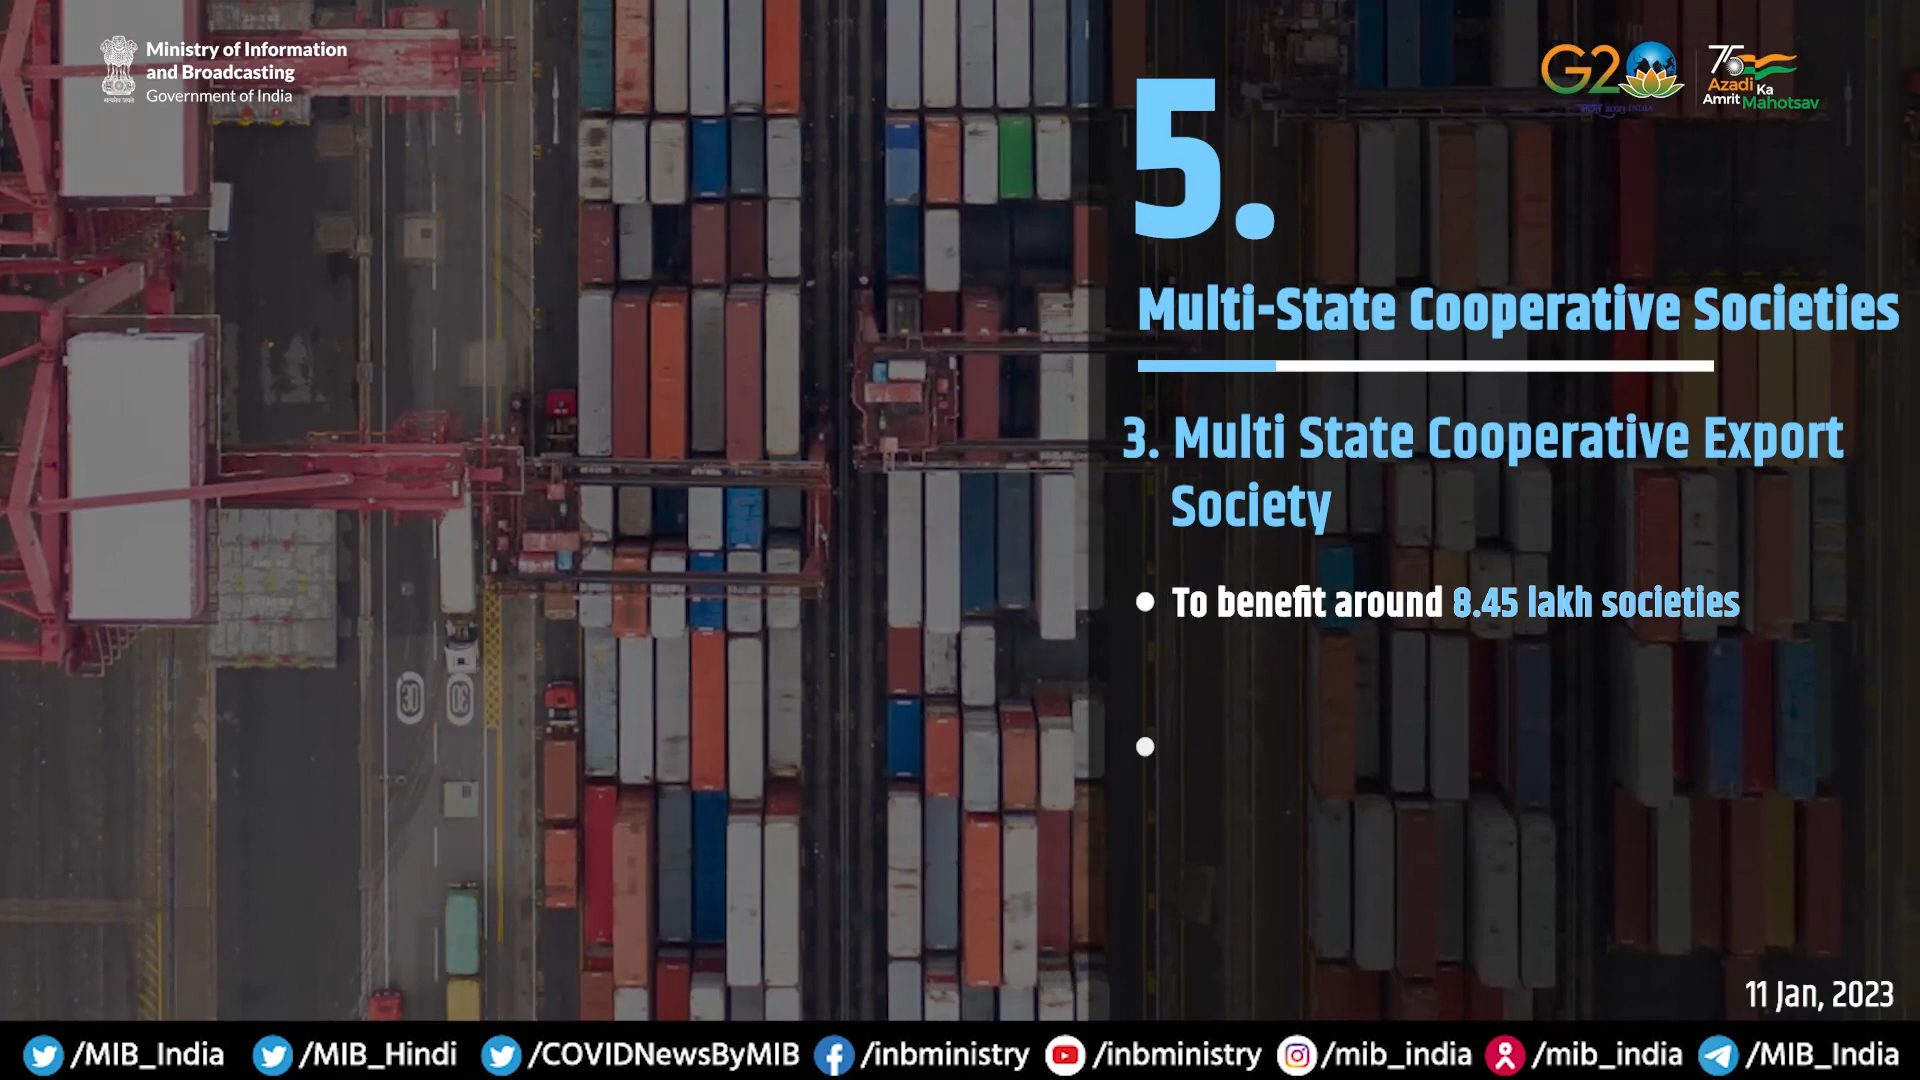 Ministry of Information
and Broadcasting
Government of India
G20
75
Azadi Ka
Amrit Mahotsav
5.
Multi-State Cooperative Societies
3. Multi State Cooperative Export
Society
• To benefit around 8.45 lakh societies
•
30
30
11 Jan, 2023
/MIB_India /MIB_Hindi /COVIDNewsByMIB /inbministry /inbministry /mib_india /mib_india /MIB_India